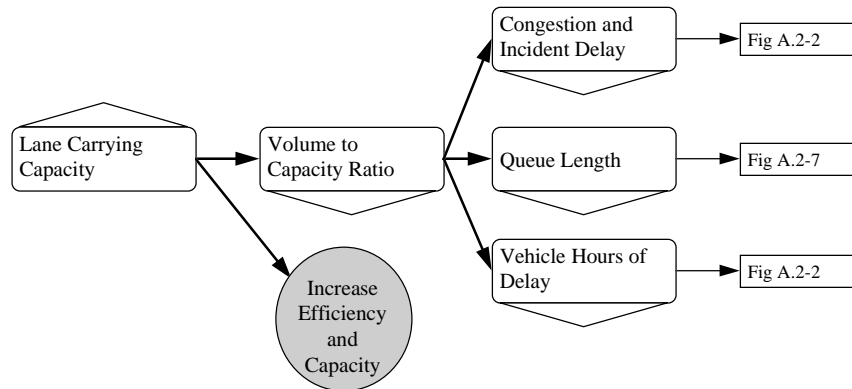 Lane Carrying
Capacity
Volume to
Capacity Ratio
Increase
Efficiency
and
Capacity
Congestion and
Incident Delay
Fig A.2-2
Queue Length
Fig A.2-7
Vehicle Hours of
Delay
Fig A.2-2